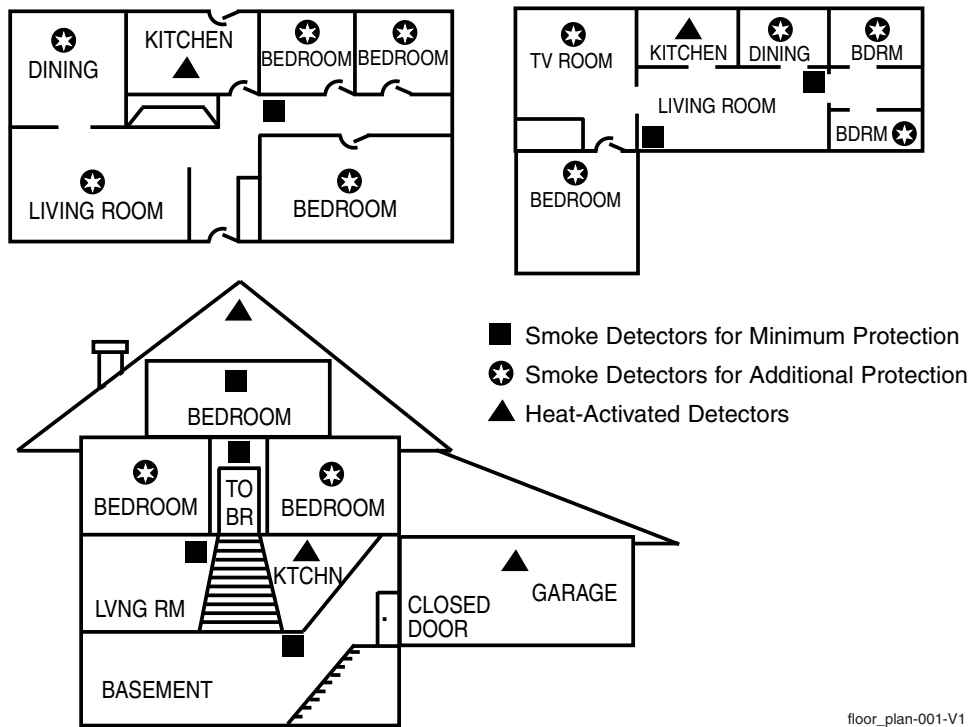 DINING
KITCHEN
BEDROOM
BEDROOM
LIVING ROOM
BEDROOM
TV ROOM
KITCHEN
DINING
BDRM
LIVING ROOM
BDRM
BEDROOM
Smoke Detectors for Minimum Protection
Smoke Detectors for Additional Protection
Heat-Activated Detectors
BEDROOM
BEDROOM
TO
BR
BEDROOM
LVNG RM
KTCHN
CLOSED
DOOR
GARAGE
BASEMENT
floor_plan-001-V1